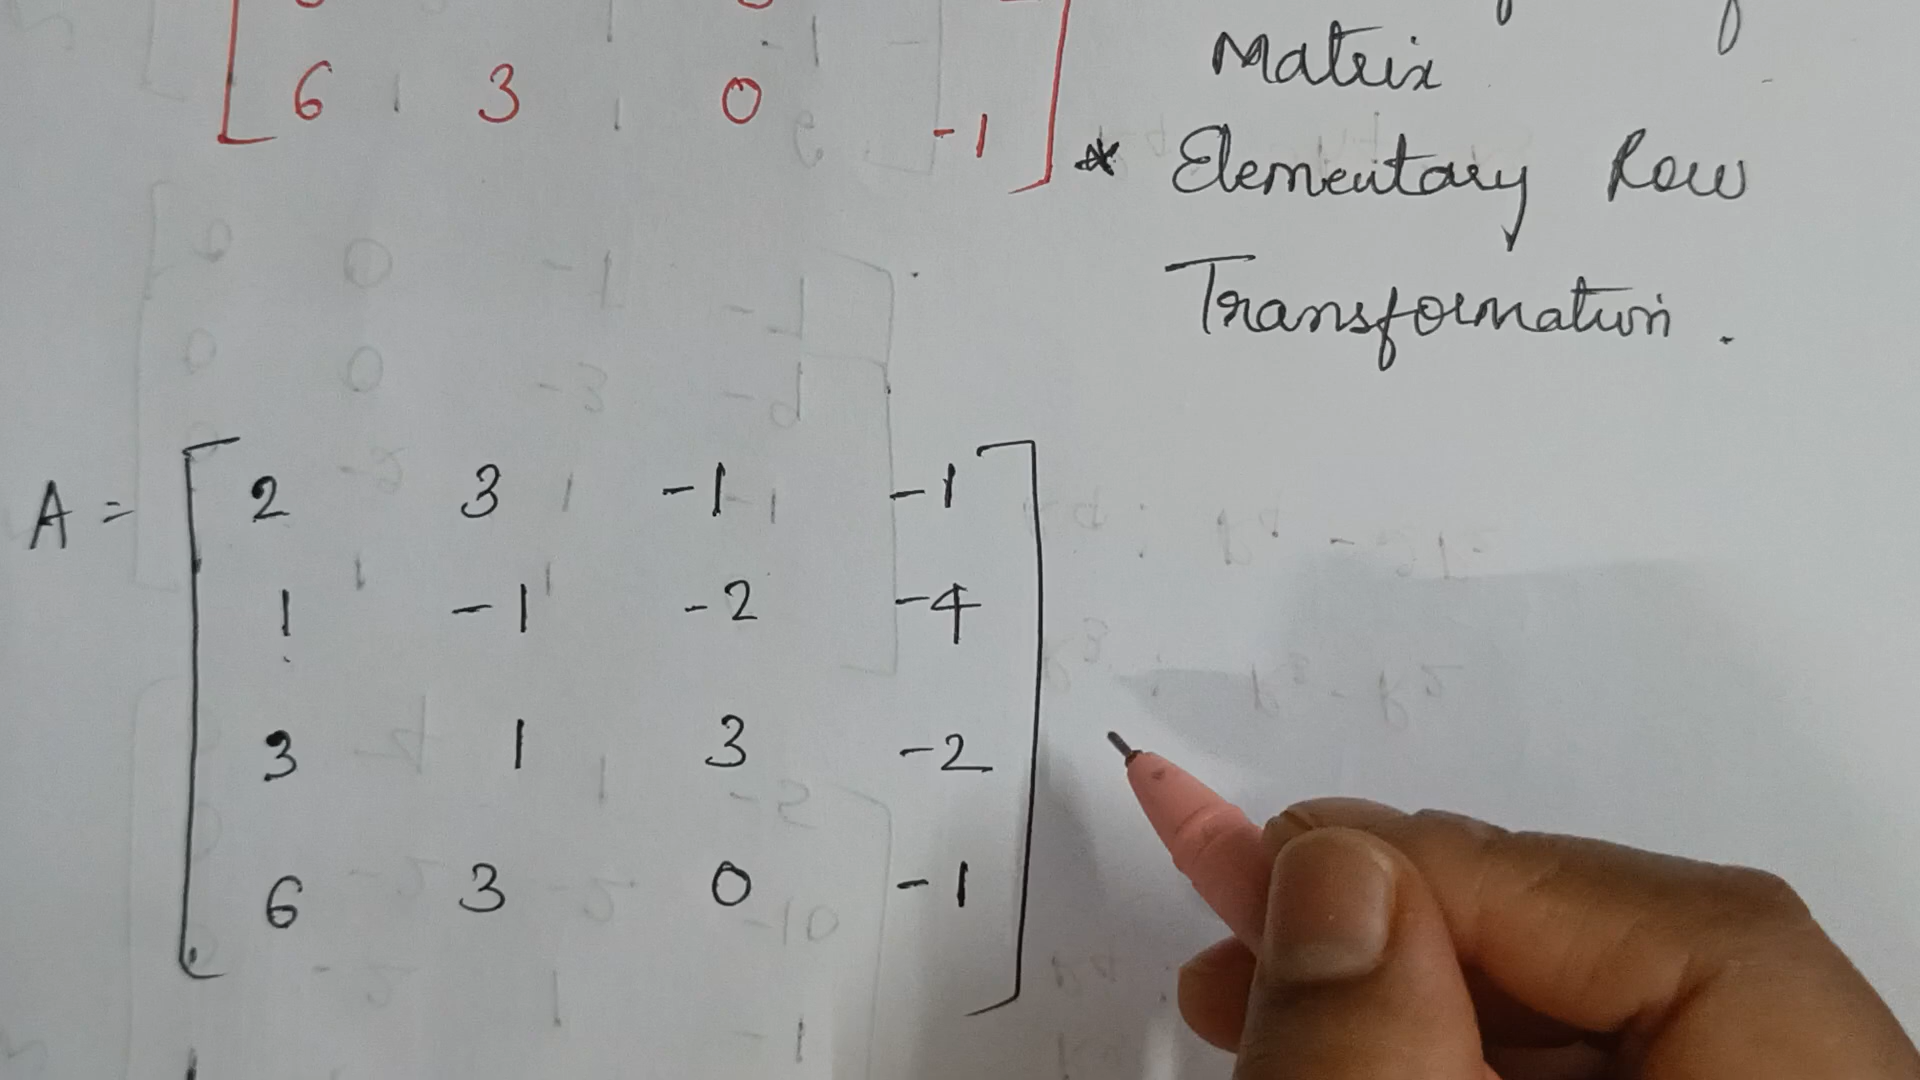 6 3 0 -1
Matrix
* Elementary Row
Transformation.
A = [ 2 3 -1 -1
1 -1 -2 -4
3 1 3 -2
6 3 0 -1 ]